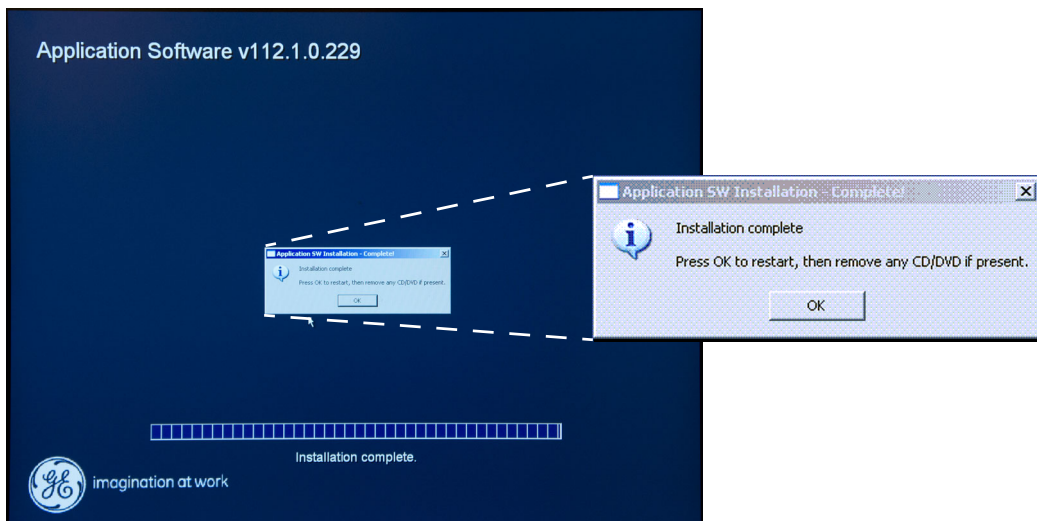 Application Software v112.1.0.229
Application SW Installation - Complete!
Installation complete
Press OK to restart, then remove any CD/DVD if present.
OK
Application SW Installation - Complete!
Installation complete
Press OK to restart, then remove any CD/DVD if present.
OK
Installation complete.
GE
imagination at work